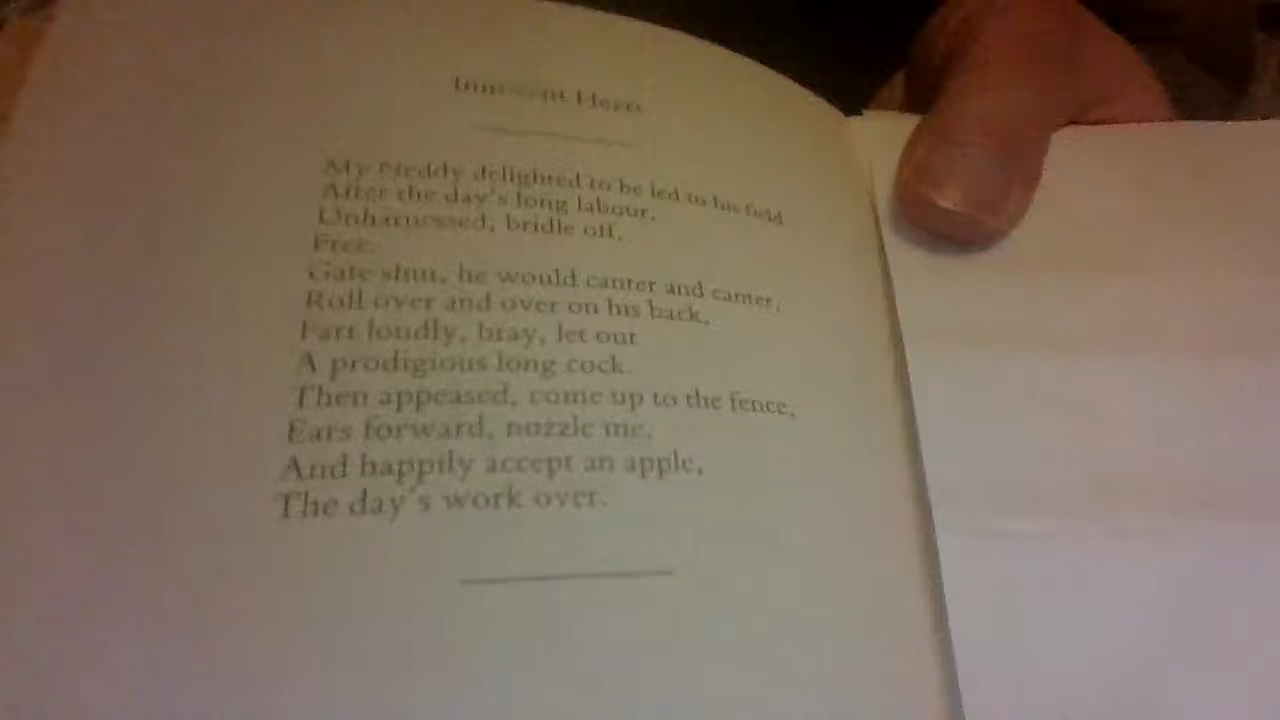 Innocent
My Neddy delighted to be led to his field
After the day's long labour,
Unharnessed, bridle off,
Free.
Gate shut, he would canter and canter,
Roll over and over on his back,
Fart loudly, bray, let out
A prodigious long cock.
Then appeased, come up to the fence,
Ears forward, nuzzle me,
And happily accept an apple,
The day's work over.